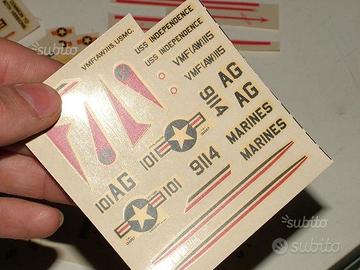 VMF(AW)115, USMC.
USS INDEPENDENCE
USS INDEPENDENCE
VMF(AW)115
AG
AG
9114
MARINES
MARINES
101
9114
101
AG
101
subito
subito